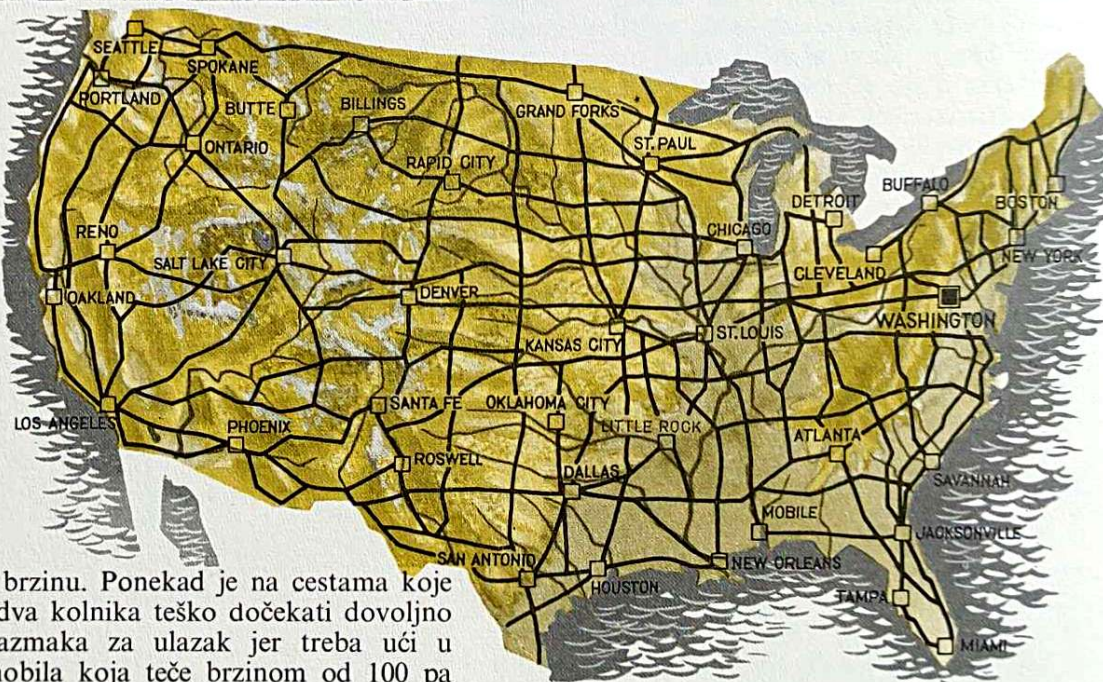 SEATTLE
SPOKANE
PORTLAND
BUTTE
BILLINGS
GRAND FORKS
ONTARIO
ST. PAUL
RAPID CITY
BUFFALO
DETROIT
BOSTON
RENO
CHICAGO
SALT LAKE CITY
CLEVELAND
NEW YORK
OAKLAND
DENVER
WASHINGTON
KANSAS CITY
ST. LOUIS
LOS ANGELES
SANTA FE
OKLAHOMA CITY
PHOENIX
LITTLE ROCK
ATLANTA
ROSWELL
DALLAS
SAVANNAH
MOBILE
JACKSONVILLE
SAN ANTONIO
NEW ORLEANS
HOUSTON
TAMPA
MIAMI
brzinu. Ponekad je na cestama koje
dva kolnika teško dočekati dovoljno
azmaka za ulazak jer treba ući u
nobila koja teče brzinom od 100 pa